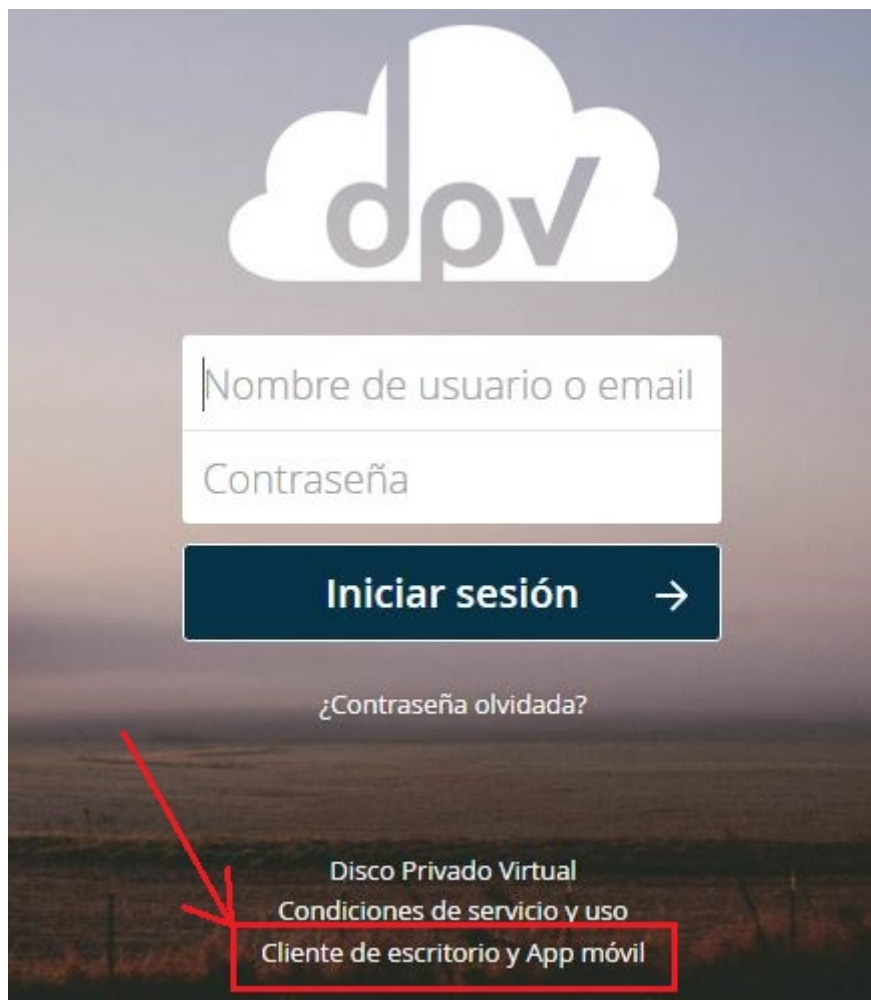 dpv
Nombre de usuario o email
Contraseña
Iniciar sesión →
¿Contraseña olvidada?
Disco Privado Virtual
Condiciones de servicio y uso
Cliente de escritorio y App móvil